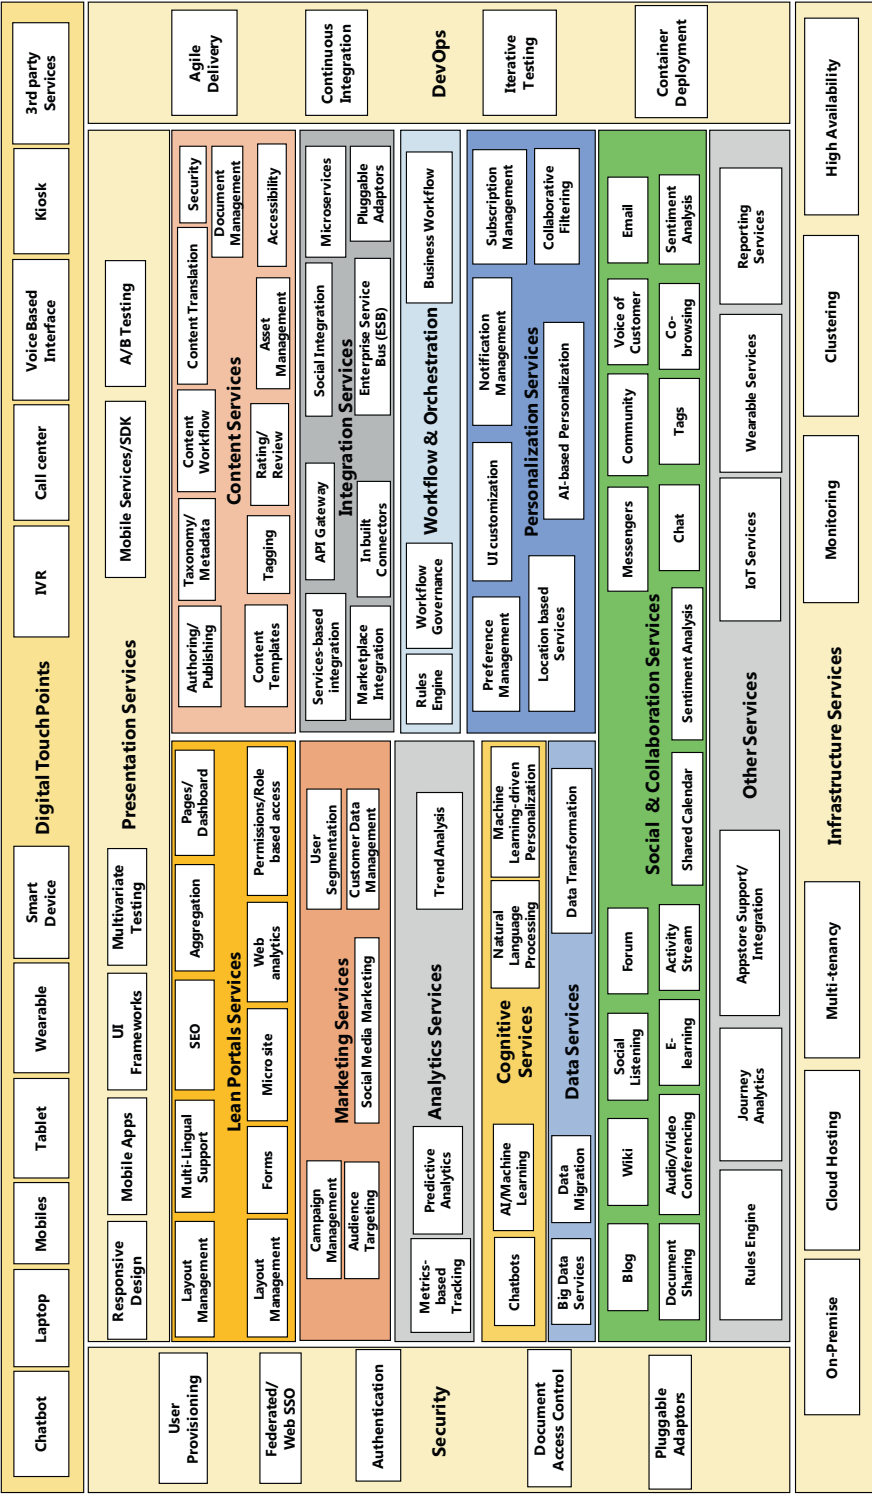 Digital Touch Points
Chatbot
Laptop
Mobiles
Tablet
Wearable
Smart
Device
IVR
Call center
Voice Based
Interface
Kiosk
3rd party
Services
Security
User
Provisioning
Federated/
Web SSO
Authentication
Document
Access Control
Pluggable
Adaptors
Presentation Services
Responsive
Design
Mobile Apps
UI
Frameworks
Multivariate
Testing
Mobile Services/SDK
A/B Testing
Lean Portals Services
Layout
Management
Multi-Lingual
Support
SEO
Aggregation
Pages/
Dashboard
Layout
Management
Forms
Micro site
Web
analytics
Permissions/Role
based access
Content Services
Authoring/
Publishing
Taxonomy/
Metadata
Content
Workflow
Content Translation
Security
Document
Management
Content
Templates
Tagging
Rating/
Review
Asset
Management
Accessibility
Marketing Services
Campaign
Management
User
Segmentation
Audience
Targeting
Social Media Marketing
Customer Data
Management
Integration Services
Services-based
integration
API Gateway
Social Integration
Microservices
Marketplace
Integration
In built
Connectors
Enterprise Service
Bus (ESB)
Pluggable
Adaptors
Analytics Services
Metrics-
based
Tracking
Predictive
Analytics
Trend Analysis
Workflow & Orchestration
Rules
Engine
Workflow
Governance
Business Workflow
Cognitive
Services
Chatbots
AI/Machine
Learning
Natural
Language
Processing
Machine
Learning-driven
Personalization
Data Services
Big Data
Services
Data
Migration
Data Transformation
Personalization Services
Preference
Management
UI customization
Notification
Management
Subscription
Management
Location based
Services
AI-based Personalization
Collaborative
Filtering
Social & Collaboration Services
Blog
Wiki
Social
Listening
Forum
Messengers
Community
Voice of
Customer
Email
Document
Sharing
Audio/Video
Conferencing
E-
learning
Activity
Stream
Shared Calendar
Sentiment Analysis
Chat
Tags
Co-
browsing
Sentiment
Analysis
Other Services
Rules Engine
Journey
Analytics
Appstore Support/
Integration
IoT Services
Wearable Services
Reporting
Services
DevOps
Agile
Delivery
Continuous
Integration
Iterative
Testing
Container
Deployment
Infrastructure Services
On-Premise
Cloud Hosting
Multi-tenancy
Monitoring
Clustering
High Availability